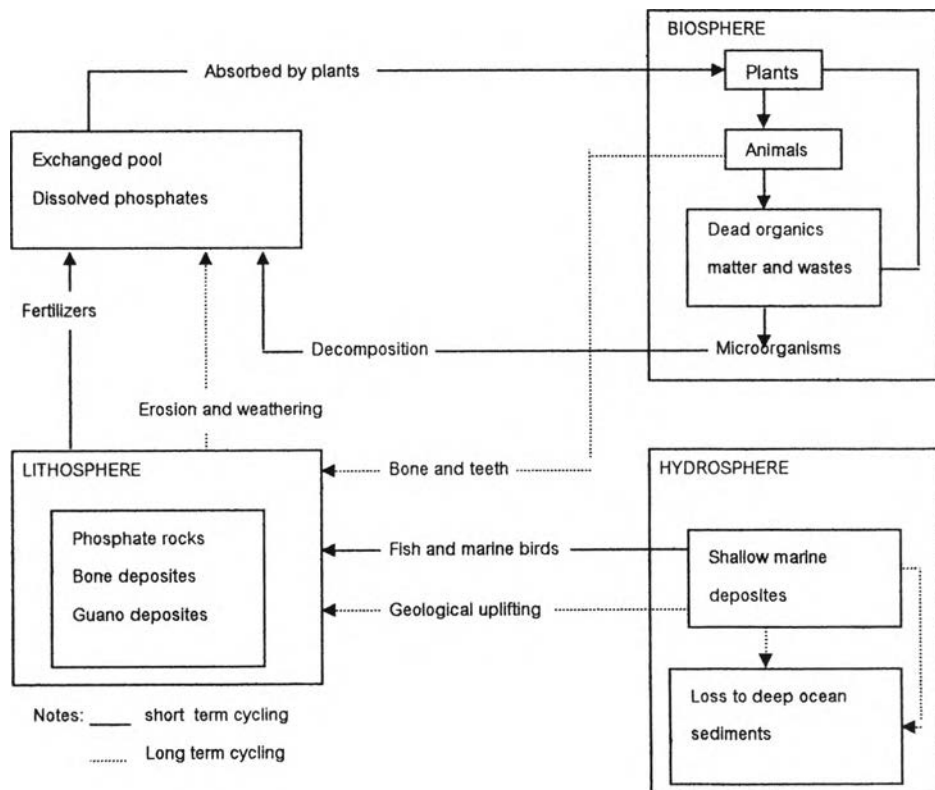 BIOSPHERE
Absorbed by plants
Plants
Exchanged pool
Dissolved phosphates
Animals
Dead organics
matter and wastes
Fertilizers
Decomposition
Microorganisms
Erosion and weathering
LITHOSPHERE
Bone and teeth
HYDROSPHERE
Phosphate rocks
Bone deposites
Guano deposites
Fish and marine birds
Shallow marine
deposites
Geological uplifting
Loss to deep ocean
sediments
Notes: short term cycling
Long term cycling